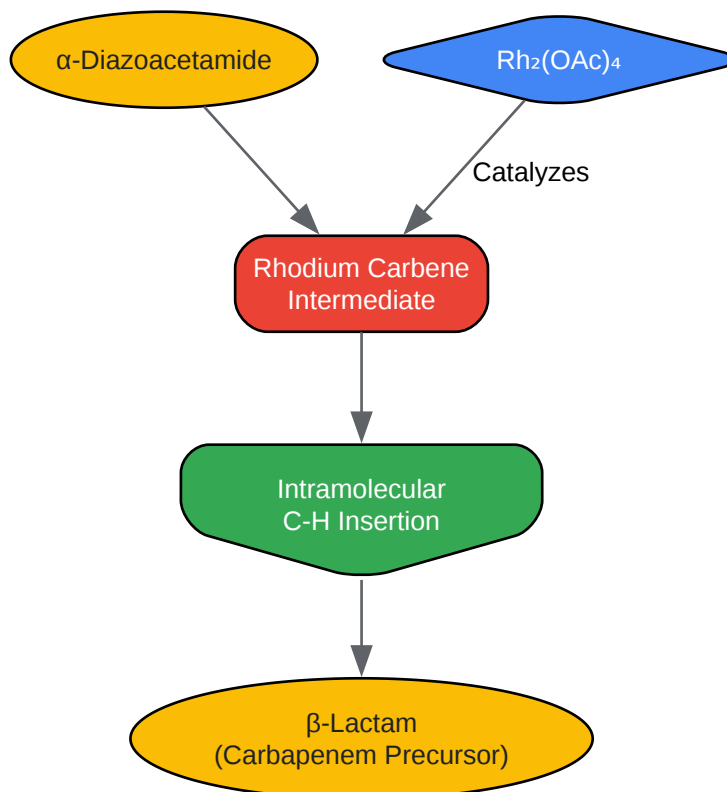 α-Diazoacetamide
Rh₂(OAc)₄
Catalyzes
Rhodium Carbene
Intermediate
Intramolecular
C-H Insertion
β-Lactam
(Carbapenem Precursor)